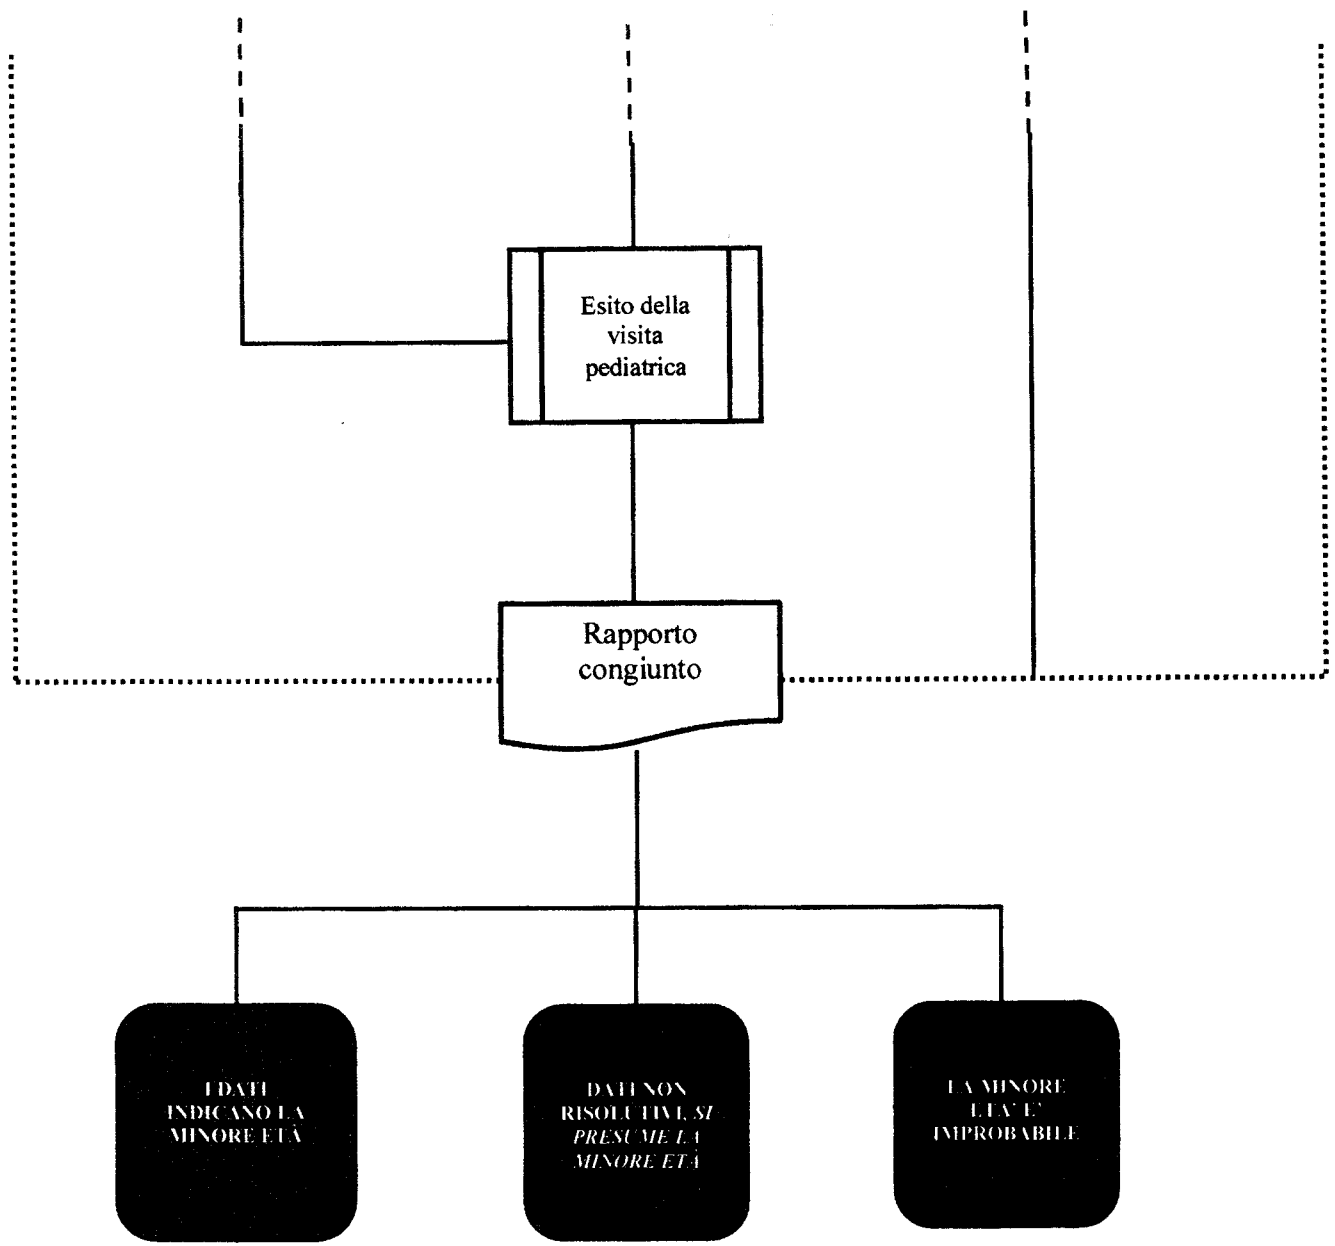 Esito della
visita
pediatrica
Rapporto
congiunto
I DATI
INDICANO LA
MINORE ETÀ
DATI NON
RISOLUTIVI, SI
PRESUME LA
MINORE ETÀ
LA MINORE
ETA' E'
IMPROBABILE